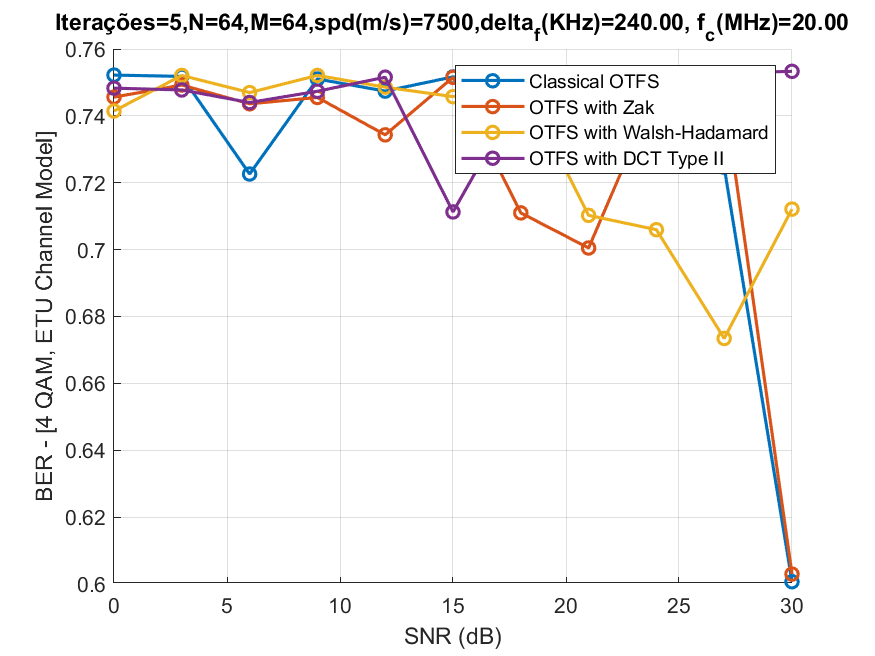 Iterações=5,N=64,M=64,spd(m/s)=7500,delta_f(KHz)=240.00, f_c(MHz)=20.00
0.76
0.74
0.72
0.7
0.68
0.66
0.64
0.62
0.6
BER - [4 QAM, ETU Channel Model]
Classical OTFS
OTFS with Zak
OTFS with Walsh-Hadamard
OTFS with DCT Type II
0 5 10 15 20 25 30
SNR (dB)